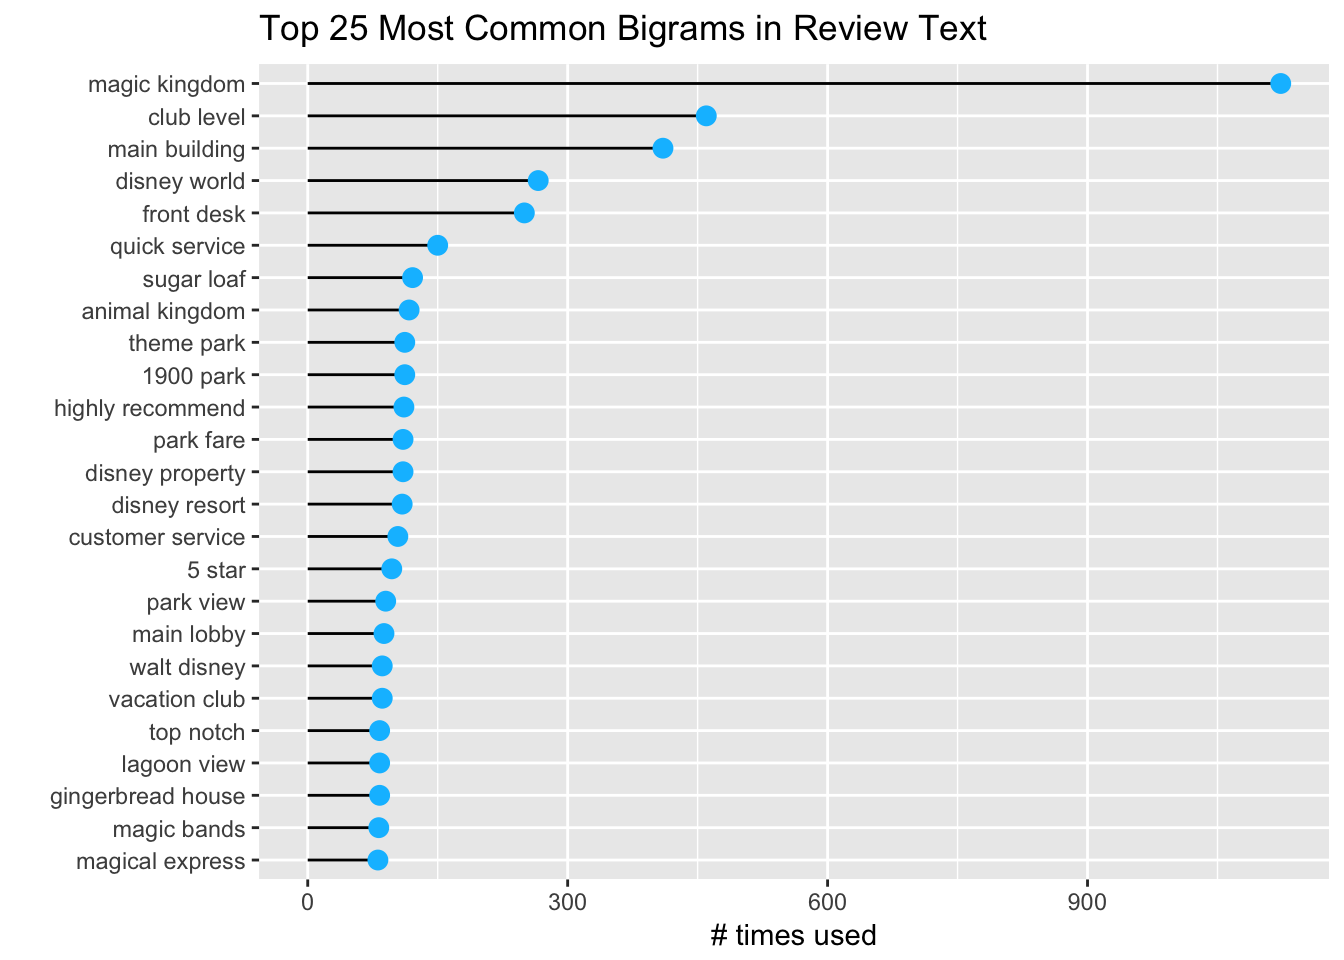 Top 25 Most Common Bigrams in Review Text
magic kingdom
club level
main building
disney world
front desk
quick service
sugar loaf
animal kingdom
theme park
1900 park
highly recommend
park fare
disney property
disney resort
customer service
5 star
park view
main lobby
walt disney
vacation club
top notch
lagoon view
gingerbread house
magic bands
magical express
0 300 600 900
# times used